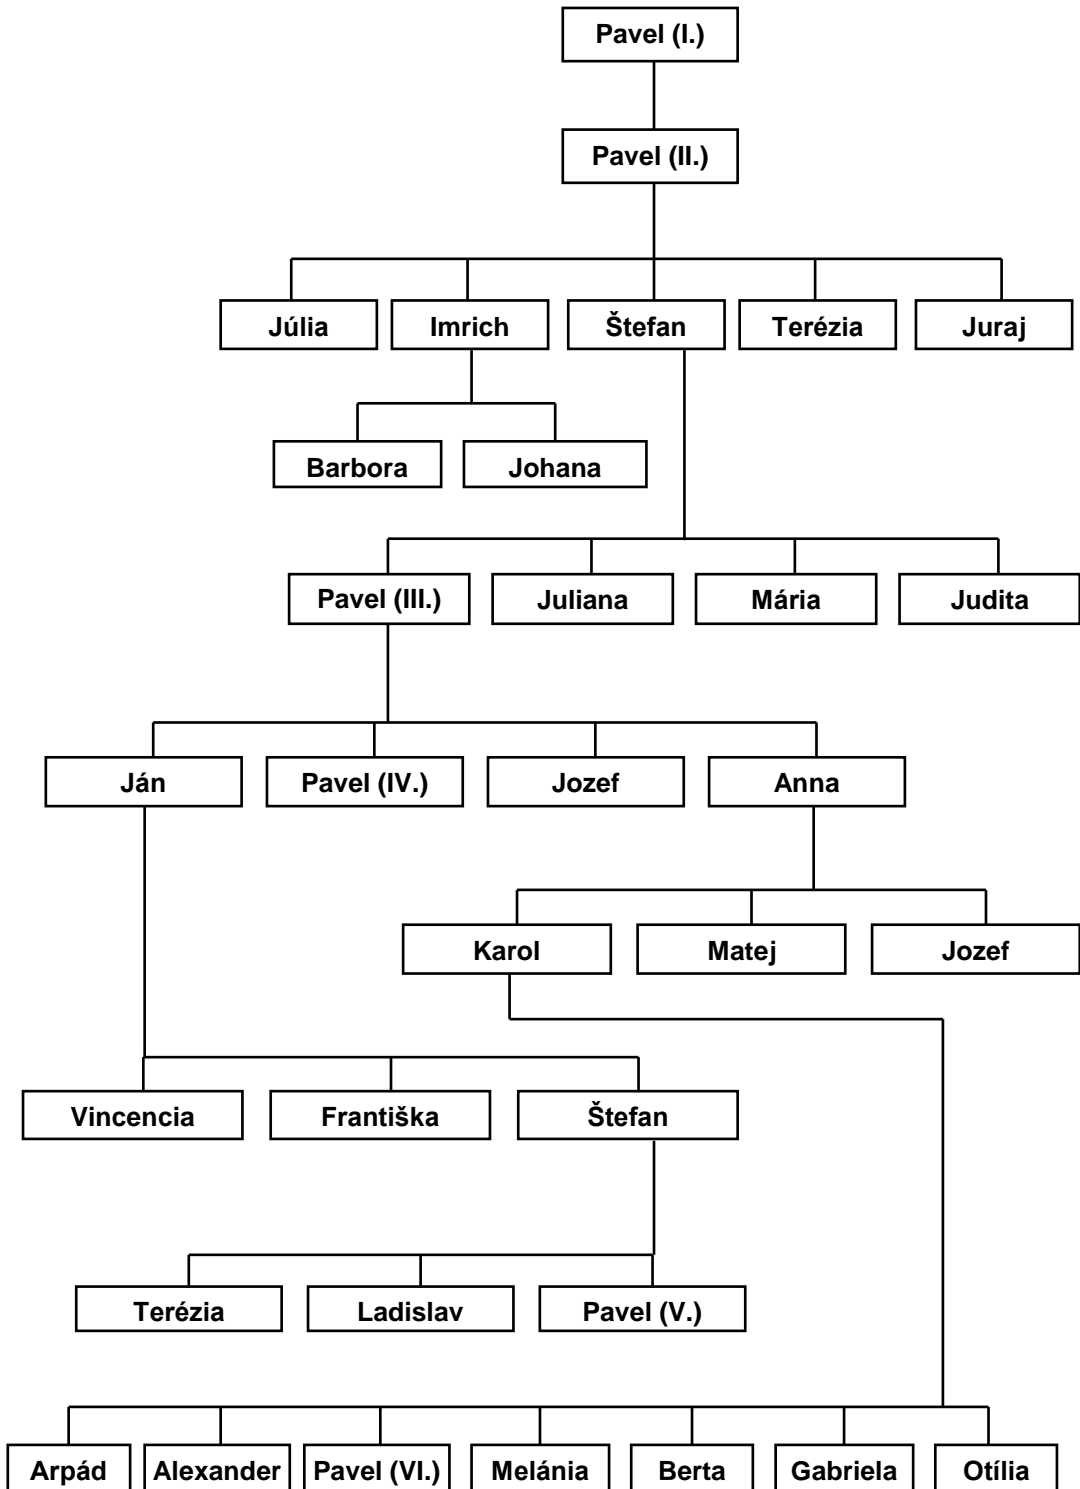 Pavel (I.)
Pavel (II.)
Júlia
Imrich
Štefan
Terézia
Juraj
Barbora
Johana
Pavel (III.)
Juliana
Mária
Judita
Ján
Pavel (IV.)
Jozef
Anna
Karol
Matej
Jozef
Vincencia
Františka
Štefan
Terézia
Ladislav
Pavel (V.)
Arpád
Alexander
Pavel (VI.)
Melánia
Berta
Gabriela
Otília